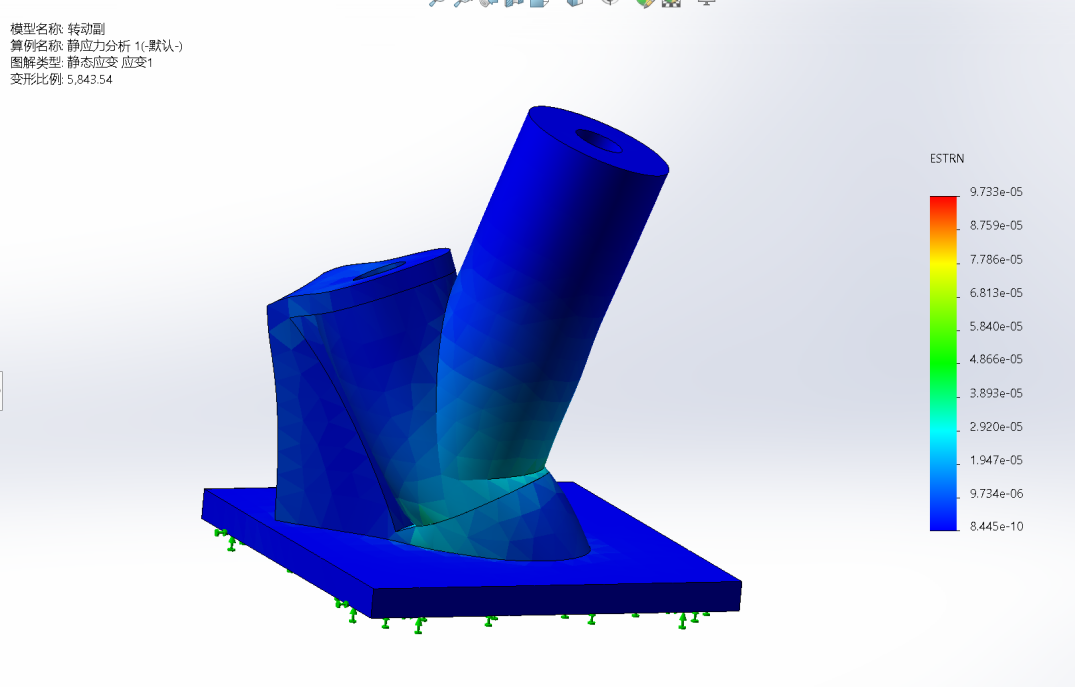 模型名称: 转动副
算例名称: 静应力分析 1(-默认-)
图解类型: 静态应变 应变1
变形比例: 5,843.54
ESTRN
9.733e-05
8.759e-05
7.786e-05
6.813e-05
5.840e-05
4.866e-05
3.893e-05
2.920e-05
1.947e-05
9.734e-06
8.445e-10